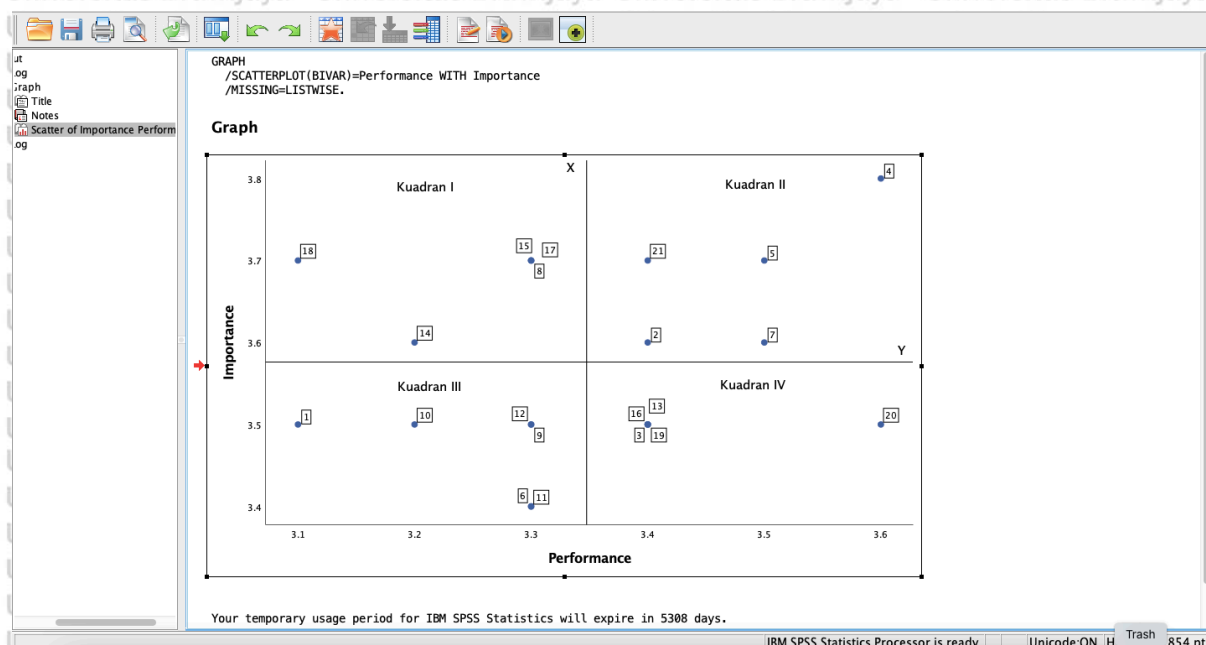 ut
og
Graph
Title
Notes
Scatter of Importance Perform
og
GRAPH
/SCATTERPLOT(BIVAR)=Performance WITH Importance
/MISSING=LISTWISE.
Graph
X
Kuadran I
Kuadran II
3.8
4
18
15
17
8
21
5
3.7
14
2
7
3.6
Y
Importance
Kuadran III
Kuadran IV
1
10
12
9
16
13
3
19
20
3.5
6
11
3.4
3.1
3.2
3.3
3.4
3.5
3.6
Performance
Your temporary usage period for IBM SPSS Statistics will expire in 5308 days.
IBM SPSS Statistics Processor is ready
Unicode:ON
H
Trash
854 pt